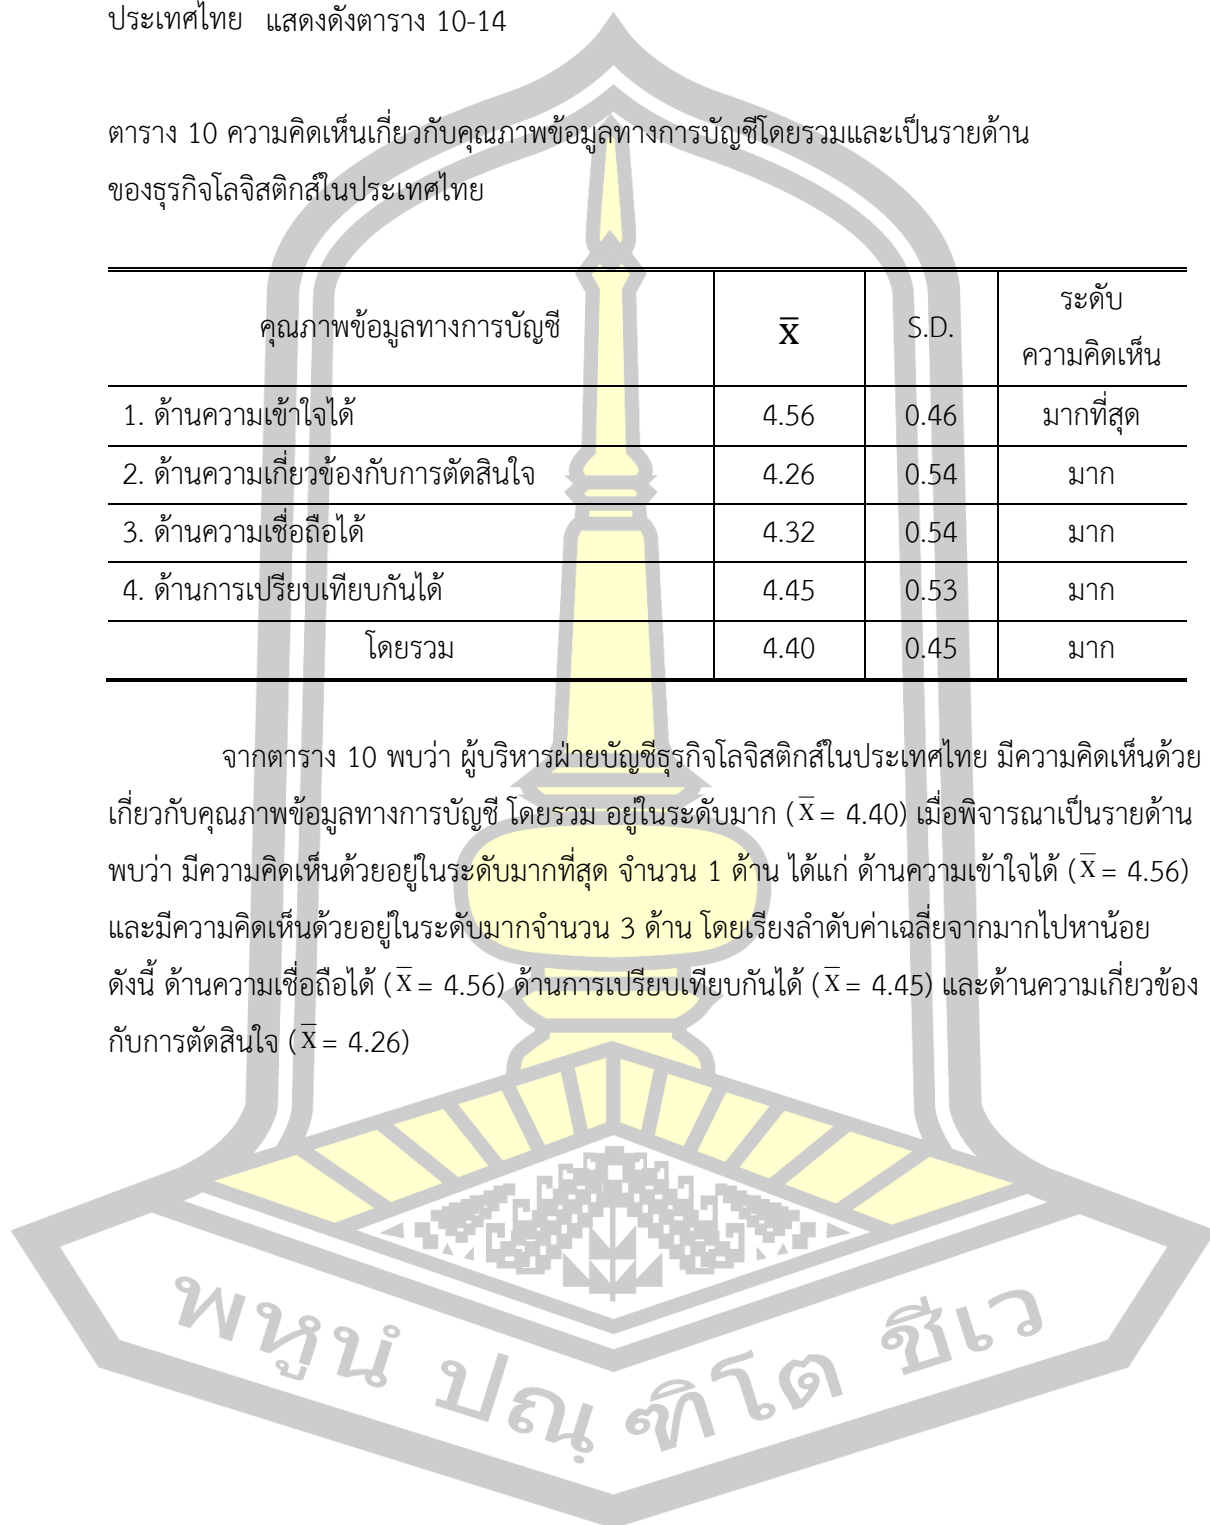 ประเทศไทย แสดงดังตาราง 10-14
ตาราง 10 ความคิดเห็นเกี่ยวกับคุณภาพข้อมูลทางการบัญชีโดยรวมและเป็นรายด้าน
ของธุรกิจโลจิสติกส์ในประเทศไทย
คุณภาพข้อมูลทางการบัญชี X̅ S.D. ระดับ
ความคิดเห็น
1. ด้านความเข้าใจได้ 4.56 0.46 มากที่สุด
2. ด้านความเกี่ยวข้องกับการตัดสินใจ 4.26 0.54 มาก
3. ด้านความเชื่อถือได้ 4.32 0.54 มาก
4. ด้านการเปรียบเทียบกันได้ 4.45 0.53 มาก
โดยรวม 4.40 0.45 มาก
จากตาราง 10 พบว่า ผู้บริหารฝ่ายบัญชีธุรกิจโลจิสติกส์ในประเทศไทย มีความคิดเห็นด้วย
เกี่ยวกับคุณภาพข้อมูลทางการบัญชี โดยรวม อยู่ในระดับมาก (X̅ = 4.40) เมื่อพิจารณาเป็นรายด้าน
พบว่า มีความคิดเห็นด้วยอยู่ในระดับมากที่สุด จำนวน 1 ด้าน ได้แก่ ด้านความเข้าใจได้ (X̅ = 4.56)
และมีความคิดเห็นด้วยอยู่ในระดับมากจำนวน 3 ด้าน โดยเรียงลำดับค่าเฉลี่ยจากมากไปหาน้อย
ดังนี้ ด้านความเชื่อถือได้ (X̅ = 4.56) ด้านการเปรียบเทียบกันได้ (X̅ = 4.45) และด้านความเกี่ยวข้อง
กับการตัดสินใจ (X̅ = 4.26)
พหูนํ ปณฺฑิโต ชีเว